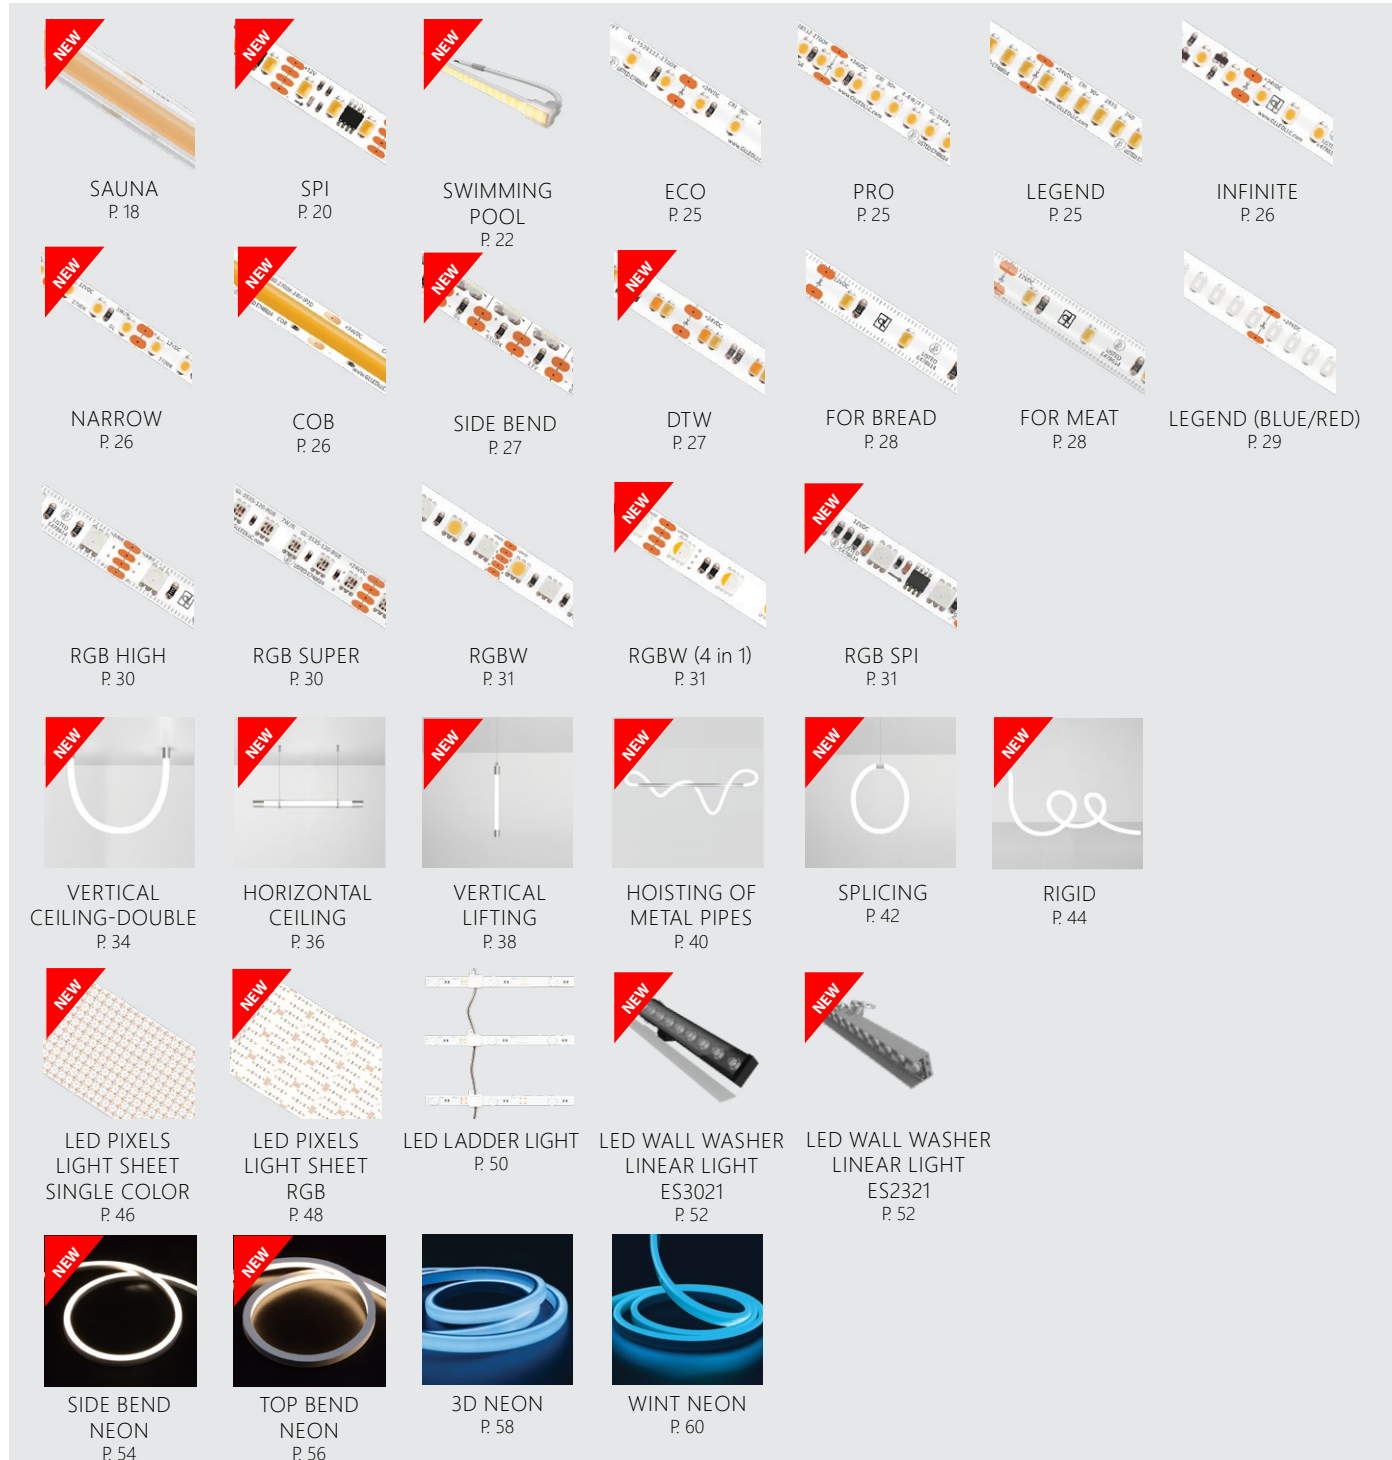 NEW
NEW
NEW
SAUNA
P. 18
SPI
P. 20
SWIMMING
POOL
P. 22
ECO
P. 25
PRO
P. 25
LEGEND
P. 25
INFINITE
P. 26
NEW
NEW
NEW
NEW
NARROW
P. 26
COB
P. 26
SIDE BEND
P. 27
DTW
P. 27
FOR BREAD
P. 28
FOR MEAT
P. 28
LEGEND (BLUE/RED)
P. 29
NEW
NEW
RGB HIGH
P. 30
RGB SUPER
P. 30
RGBW
P. 31
RGBW (4 in 1)
P. 31
RGB SPI
P. 31
NEW
NEW
NEW
NEW
NEW
NEW
VERTICAL
CEILING-DOUBLE
P. 34
HORIZONTAL
CEILING
P. 36
VERTICAL
LIFTING
P. 38
HOISTING OF
METAL PIPES
P. 40
SPLICING
P. 42
RIGID
P. 44
NEW
NEW
NEW
NEW
LED PIXELS
LIGHT SHEET
SINGLE COLOR
P. 46
LED PIXELS
LIGHT SHEET
RGB
P. 48
LED LADDER LIGHT
P. 50
LED WALL WASHER
LINEAR LIGHT
ES3021
P. 52
LED WALL WASHER
LINEAR LIGHT
ES2321
P. 52
NEW
NEW
SIDE BEND
NEON
P. 54
TOP BEND
NEON
P. 56
3D NEON
P. 58
WINT NEON
P. 60